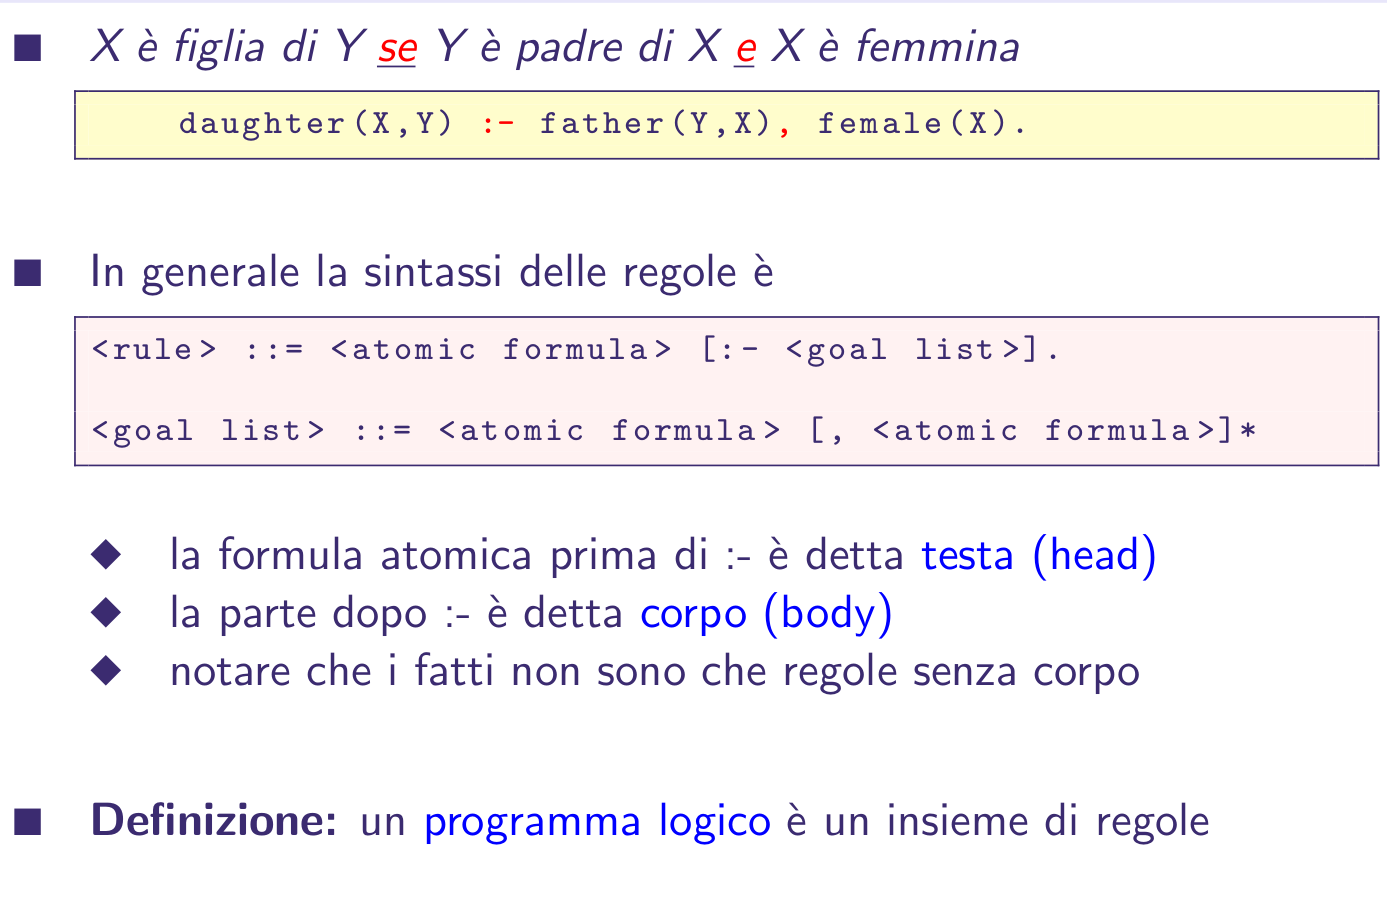 X è figlia di Y se Y è padre di X e X è femmina
daughter(X,Y) :- father(Y,X), female(X).
In generale la sintassi delle regole è
<rule> ::= <atomic formula> [:- <goal list>].
<goal list> ::= <atomic formula> [, <atomic formula>]*
la formula atomica prima di :- è detta testa (head)
la parte dopo :- è detta corpo (body)
notare che i fatti non sono che regole senza corpo
Definizione: un programma logico è un insieme di regole